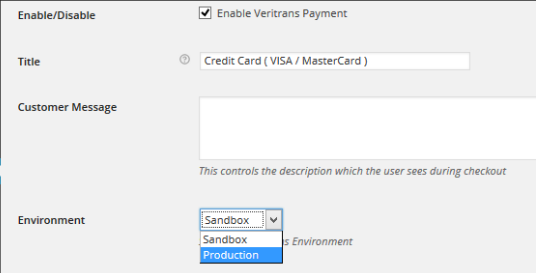 Enable/Disable Enable Veritrans Payment
Title Credit Card ( VISA / MasterCard )
Customer Message
This controls the description which the user sees during checkout
Environment Sandbox
Sandbox
Environment
Production